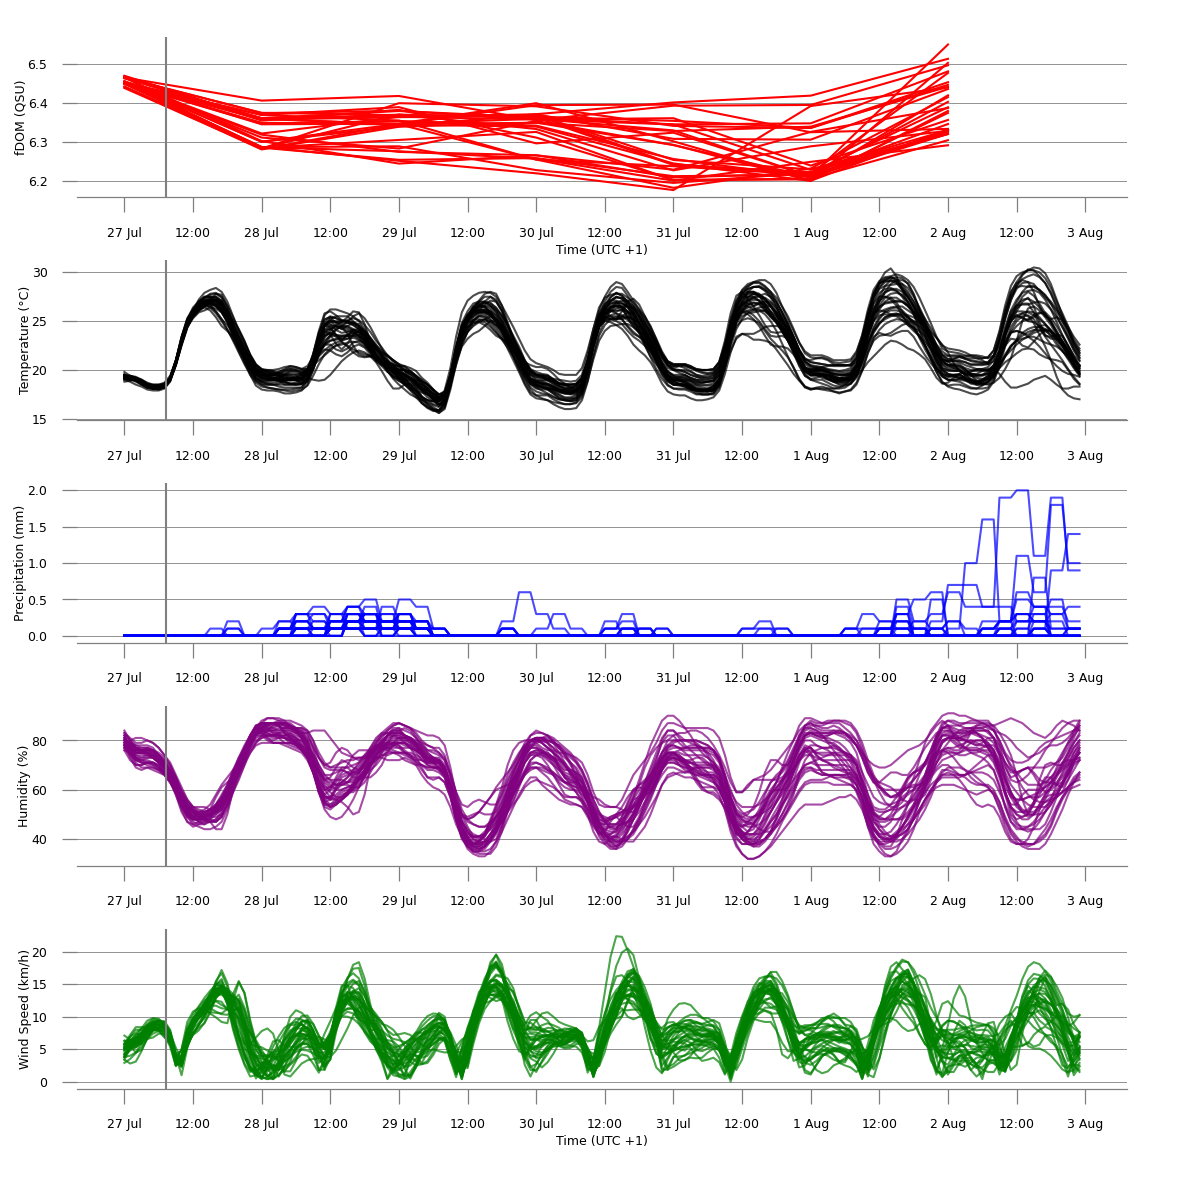 fDOM (QSU)
6.5
6.4
6.3
6.2
27 Jul 12:00 28 Jul 12:00 29 Jul 12:00 30 Jul 12:00 31 Jul 12:00 1 Aug 12:00 2 Aug 12:00 3 Aug
Time (UTC +1)
Temperature (°C)
30
25
20
15
27 Jul 12:00 28 Jul 12:00 29 Jul 12:00 30 Jul 12:00 31 Jul 12:00 1 Aug 12:00 2 Aug 12:00 3 Aug
Precipitation (mm)
2.0
1.5
1.0
0.5
0.0
27 Jul 12:00 28 Jul 12:00 29 Jul 12:00 30 Jul 12:00 31 Jul 12:00 1 Aug 12:00 2 Aug 12:00 3 Aug
Humidity (%)
80
60
40
27 Jul 12:00 28 Jul 12:00 29 Jul 12:00 30 Jul 12:00 31 Jul 12:00 1 Aug 12:00 2 Aug 12:00 3 Aug
Wind Speed (km/h)
20
15
10
5
0
27 Jul 12:00 28 Jul 12:00 29 Jul 12:00 30 Jul 12:00 31 Jul 12:00 1 Aug 12:00 2 Aug 12:00 3 Aug
Time (UTC +1)